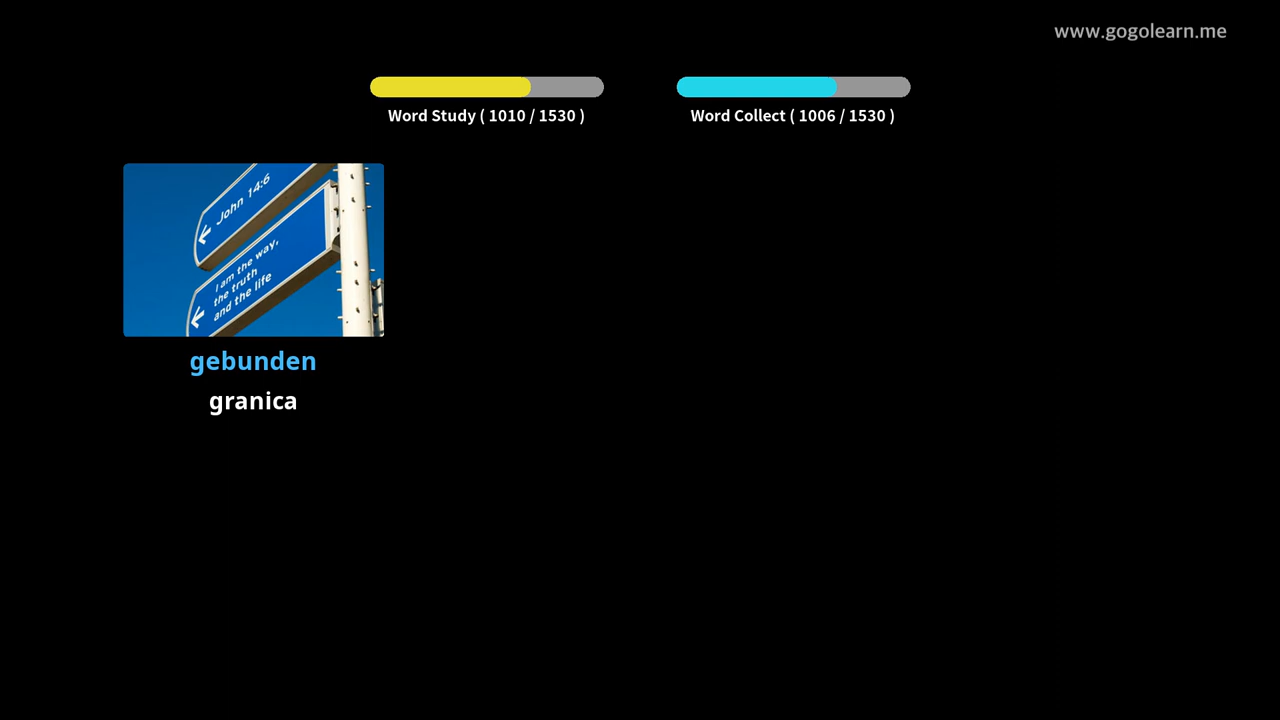 www.gogolearn.me
Word Study ( 1010 / 1530 )
Word Collect ( 1006 / 1530 )
John 14:6
I am the way,
the truth
and the life
gebunden
granica